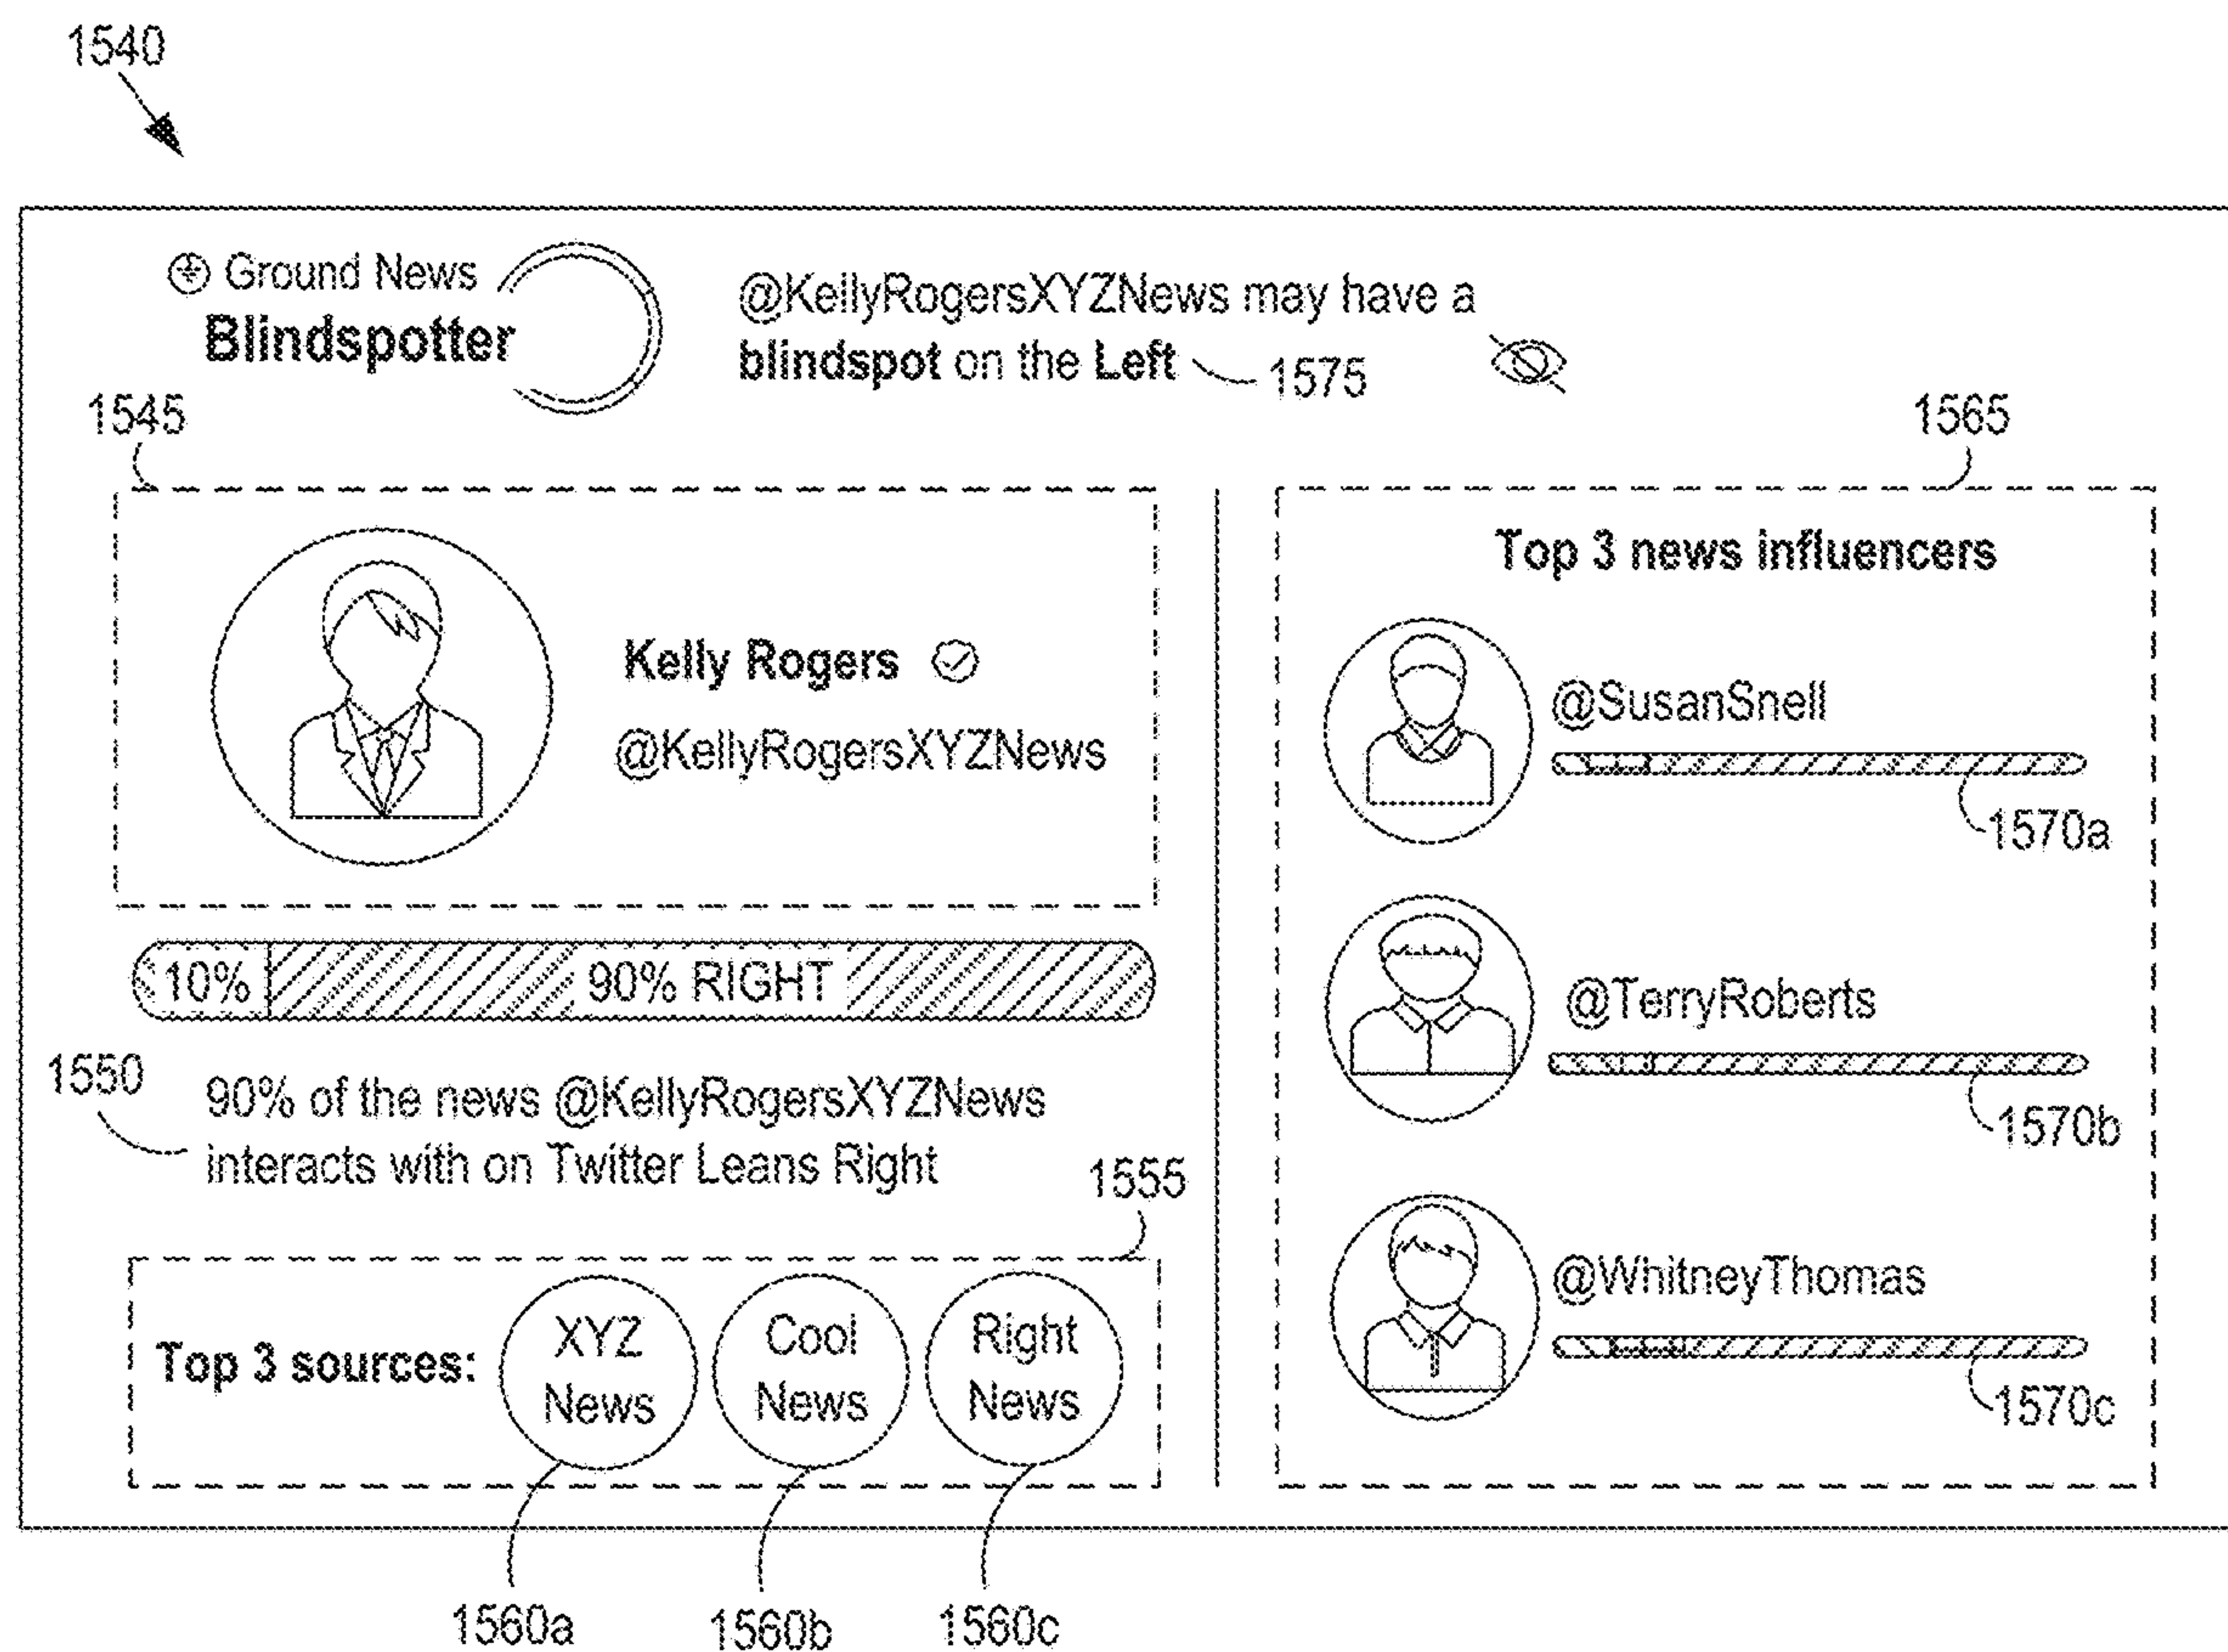 1540
Ground News
Blindspotter
@KellyRogersXYZNews may have a
blindspot on the Left
1575
1545
1565
Kelly Rogers
@KellyRogersXYZNews
10%
90% RIGHT
1550
90% of the news @KellyRogersXYZNews
interacts with on Twitter Leans Right
1555
Top 3 sources:
XYZ
News
Cool
News
Right
News
1560a
1560b
1560c
Top 3 news influencers
@SusanSnell
1570a
@TerryRoberts
1570b
@WhitneyThomas
1570c